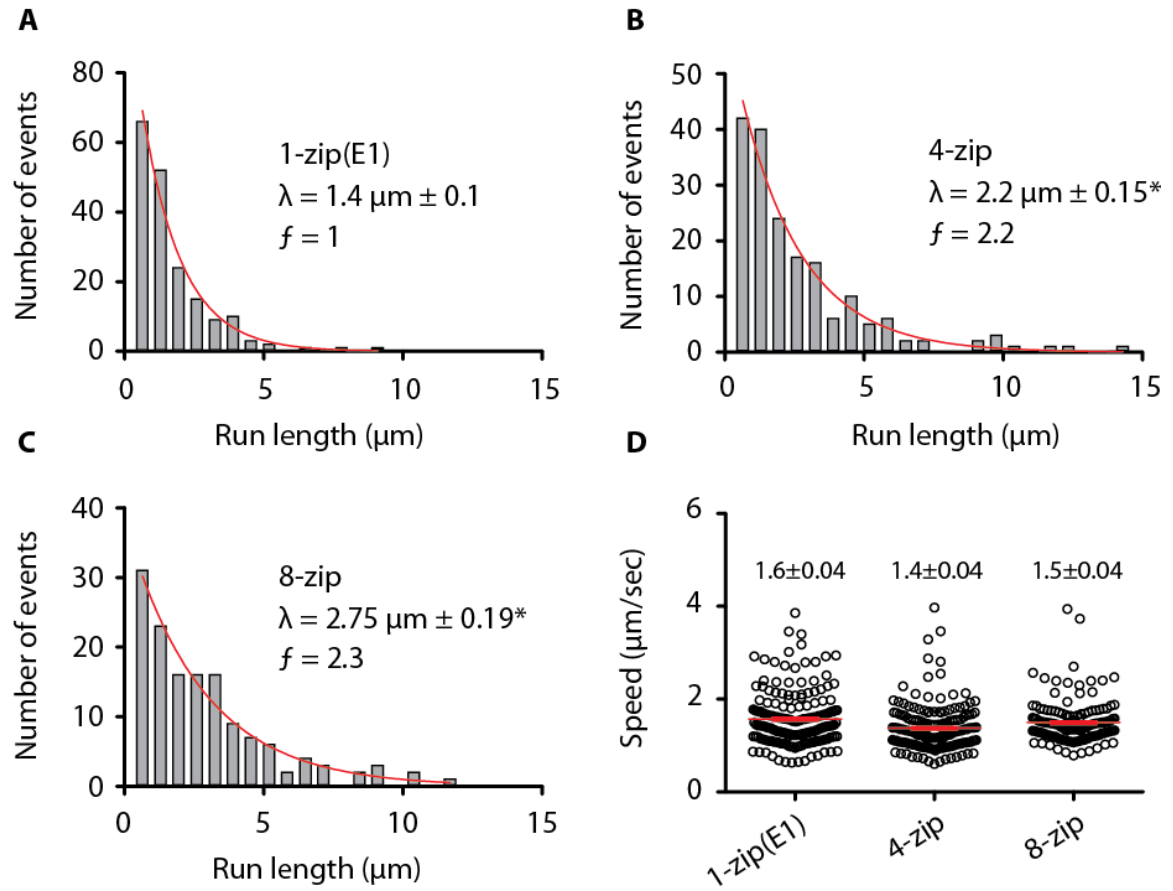 A
80
60
40
20
0
Number of events
1-zip(E1)
λ = 1.4 µm ± 0.1
ƒ = 1
0 5 10 15
Run length (µm)
B
50
40
30
20
10
0
Number of events
4-zip
λ = 2.2 µm ± 0.15*
ƒ = 2.2
0 5 10 15
Run length (µm)
C
40
30
20
10
0
Number of events
8-zip
λ = 2.75 µm ± 0.19*
ƒ = 2.3
0 5 10 15
Run length (µm)
D
6
4
2
0
Speed (µm/sec)
1.6±0.04 1.4±0.04 1.5±0.04
1-zip(E1) 4-zip 8-zip